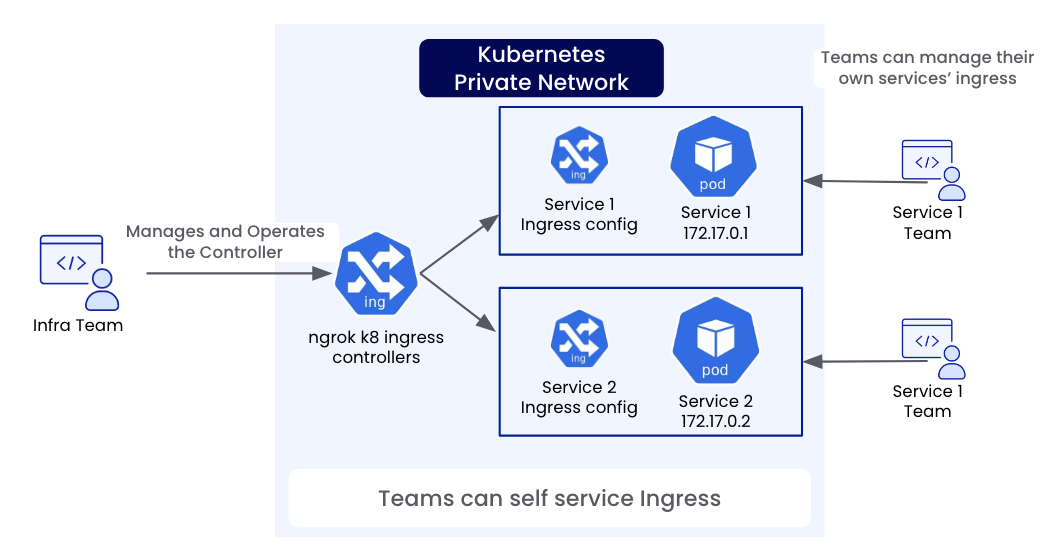 Kubernetes
Private Network
Teams can manage their
own services’ ingress
ing
Service 1
Ingress config
pod
Service 1
172.17.0.1
</>
Service 1
Team
Manages and Operates
the Controller
</>
Infra Team
ing
ngrok k8 ingress
controllers
ing
Service 2
Ingress config
pod
Service 2
172.17.0.2
</>
Service 1
Team
Teams can self service Ingress